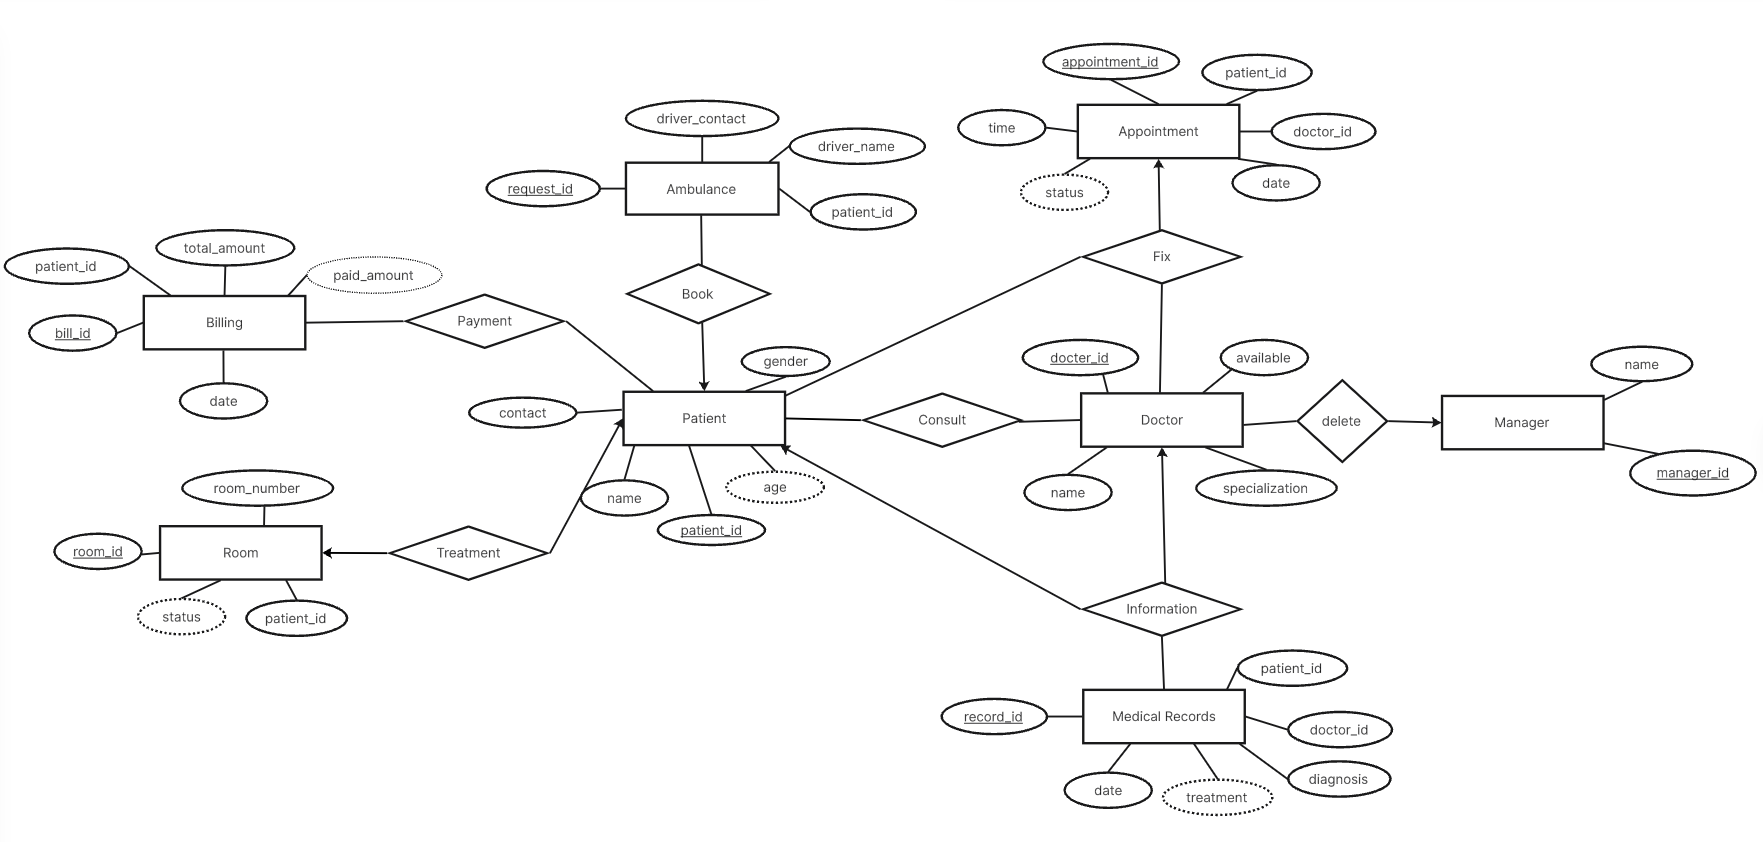 appointment_id
patient_id
Appointment
time
doctor_id
status
date
driver_contact
driver_name
Ambulance
request_id
patient_id
total_amount
patient_id
paid_amount
Billing
bill_id
date
Payment
Book
Fix
gender
contact
Patient
name
age
patient_id
Consult
docter_id
available
Doctor
name
specialization
delete
name
Manager
manager_id
room_number
room_id
Room
status
patient_id
Treatment
Information
patient_id
record_id
Medical Records
doctor_id
diagnosis
date
treatment